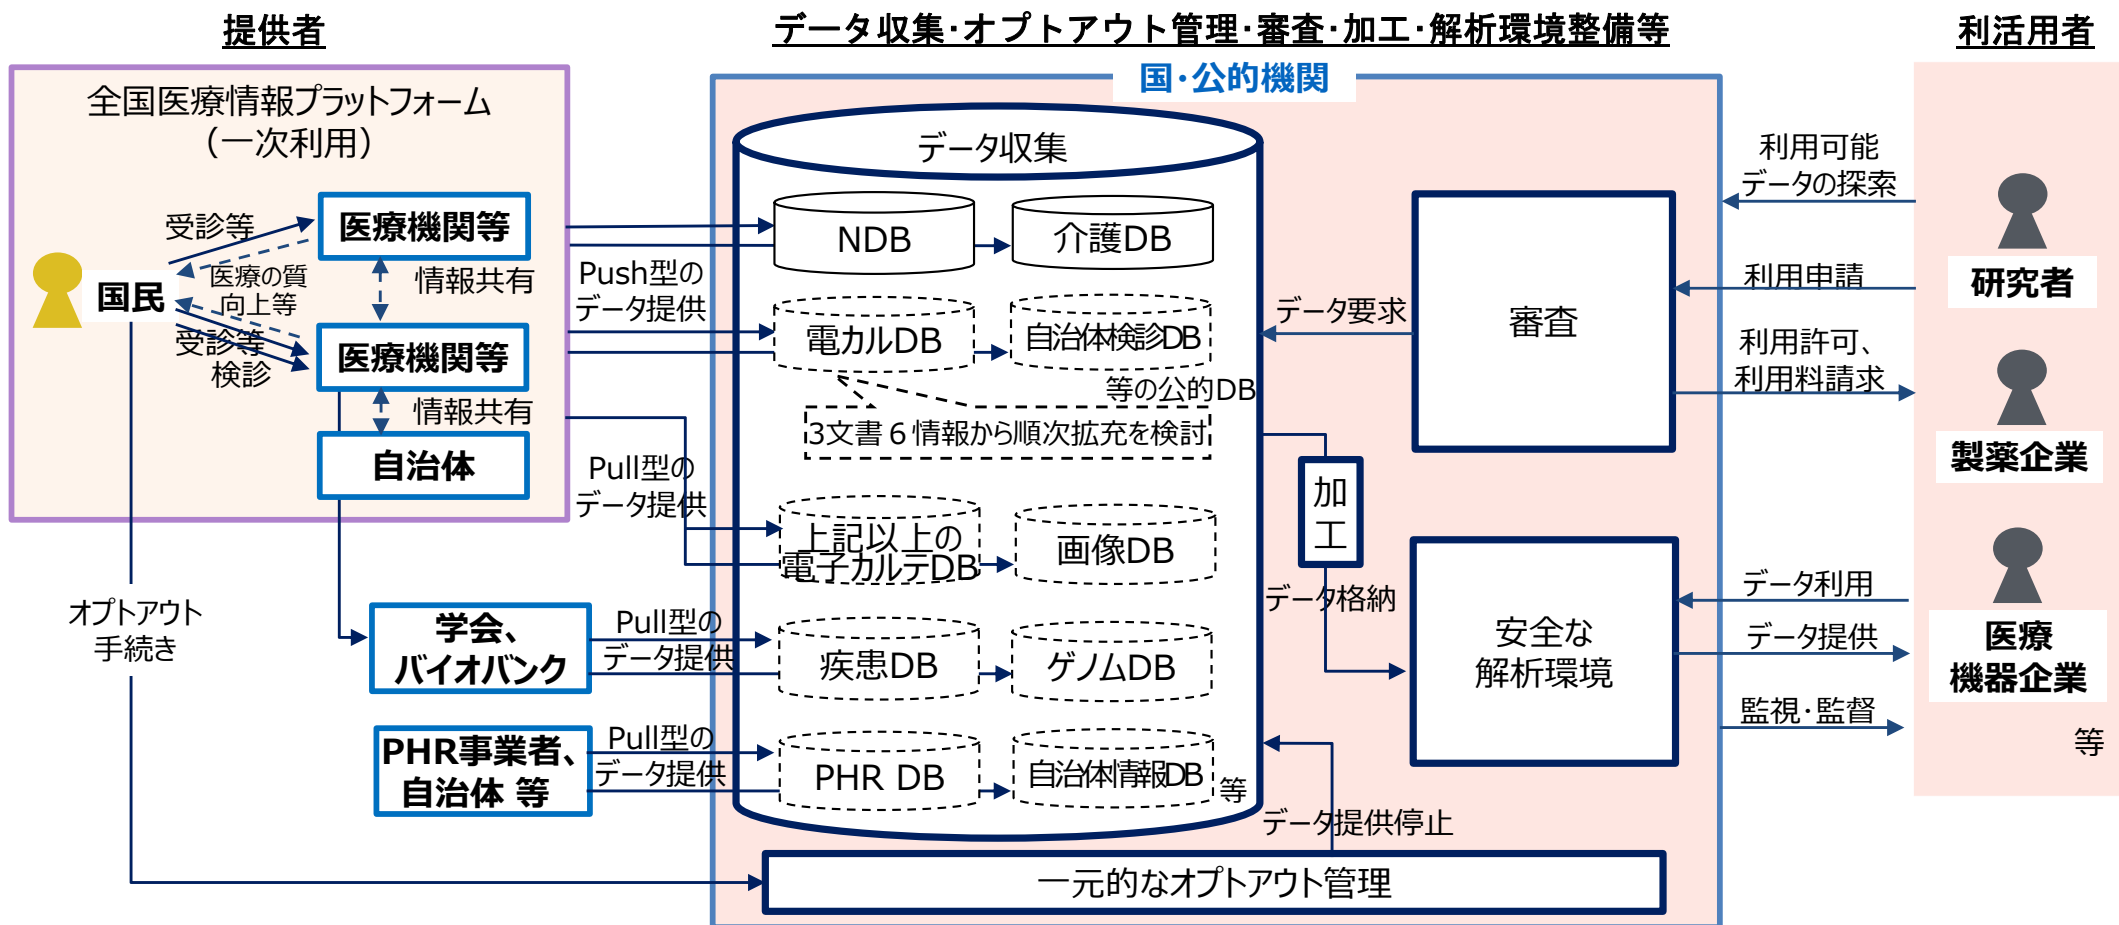 提供者
データ収集・オプトアウト管理・審査・加工・解析環境整備等
利活用者
全国医療情報プラットフォーム
（一次利用）
国民
受診等
医療の質
向上等
受診等
検診
医療機関等
情報共有
医療機関等
情報共有
自治体
オプトアウト
手続き
学会、
バイオバンク
PHR事業者、
自治体 等
Push型の
データ提供
Pull型の
データ提供
Pull型の
データ提供
Pull型の
データ提供
国・公的機関
データ収集
NDB
介護DB
電カルDB
自治体検診DB
等の公的DB
3文書６情報から順次拡充を検討
上記以上の
電子カルテDB
画像DB
疾患DB
ゲノムDB
PHR DB
自治体情報DB
等
データ要求
審査
加
工
データ格納
安全な
解析環境
データ提供停止
一元的なオプトアウト管理
利用可能
データの探索
利用申請
利用許可、
利用料請求
データ利用
データ提供
監視・監督
研究者
製薬企業
医療
機器企業
等